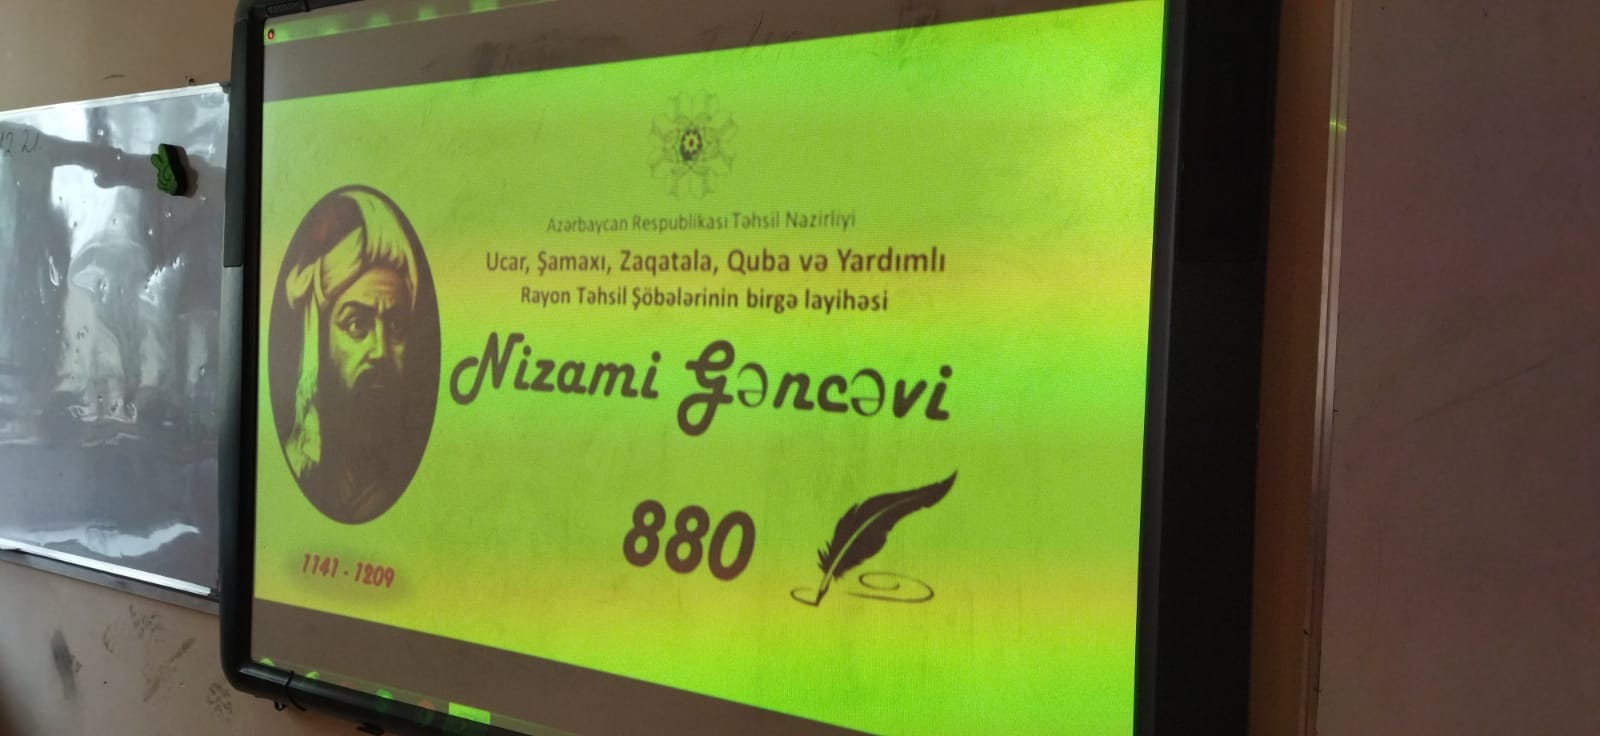 Azərbaycan Respublikası Təhsil Nazirliyi
Ucar, Şamaxı, Zaqatala, Quba və Yardımlı
Rayon Təhsil Şöbələrinin birgə layihəsi
Nizami Gəncəvi
880
1141 - 1209